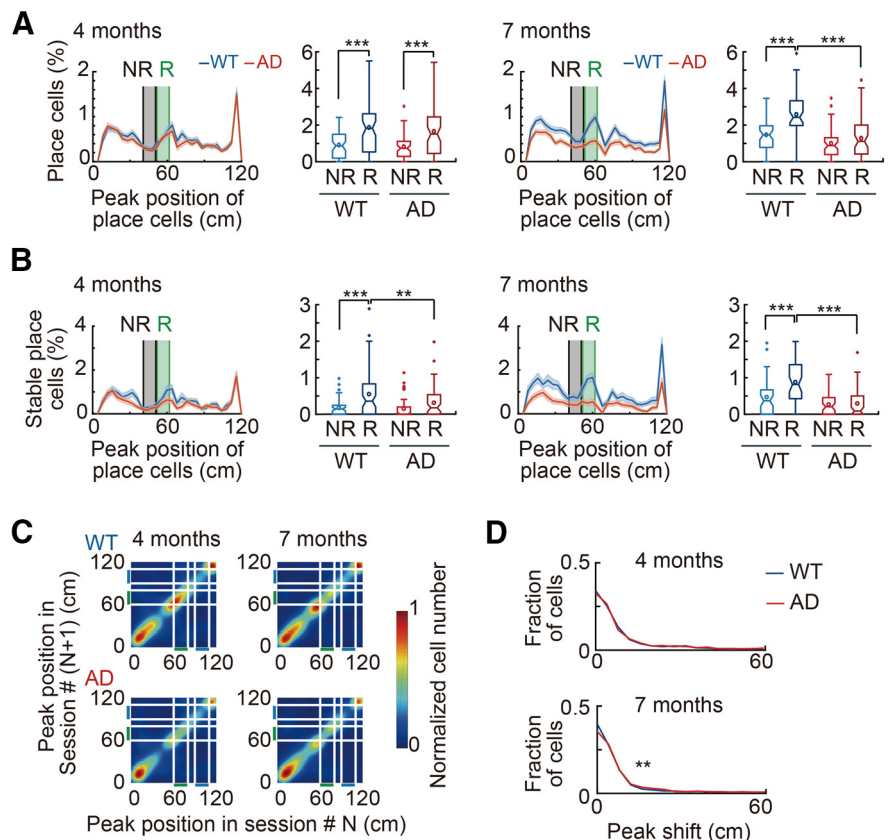 A
4 months
NR R –WT –AD
Place cells (%)
2
1
0
0 60 120
Peak position of
place cells (cm)
6
4
2
0
*** ***
NR R NR R
WT AD
7 months
NR R –WT –AD
2
1
0
0 60 120
Peak position of
place cells (cm)
6
4
2
0
*** ***
NR R NR R
WT AD
B
4 months
NR R
Stable place
cells (%)
4
2
0
0 60 120
Peak position of
place cells (cm)
3
2
1
0
*** **
NR R NR R
WT AD
7 months
NR R
4
2
0
0 60 120
Peak position of
place cells (cm)
3
2
1
0
*** ***
NR R NR R
WT AD
C
WT 4 months 7 months
120
60
0
0 60 120
0 60 120
AD
120
60
0
0 60 120
0 60 120
Peak position in
Session # (N+1) (cm)
Peak position in session # N (cm)
1
0
Normalized cell number
D
4 months
WT
AD
Fraction
of cells
0.5
0
0 60
7 months
Fraction
of cells
0.5
0
**
0 60
Peak shift (cm)